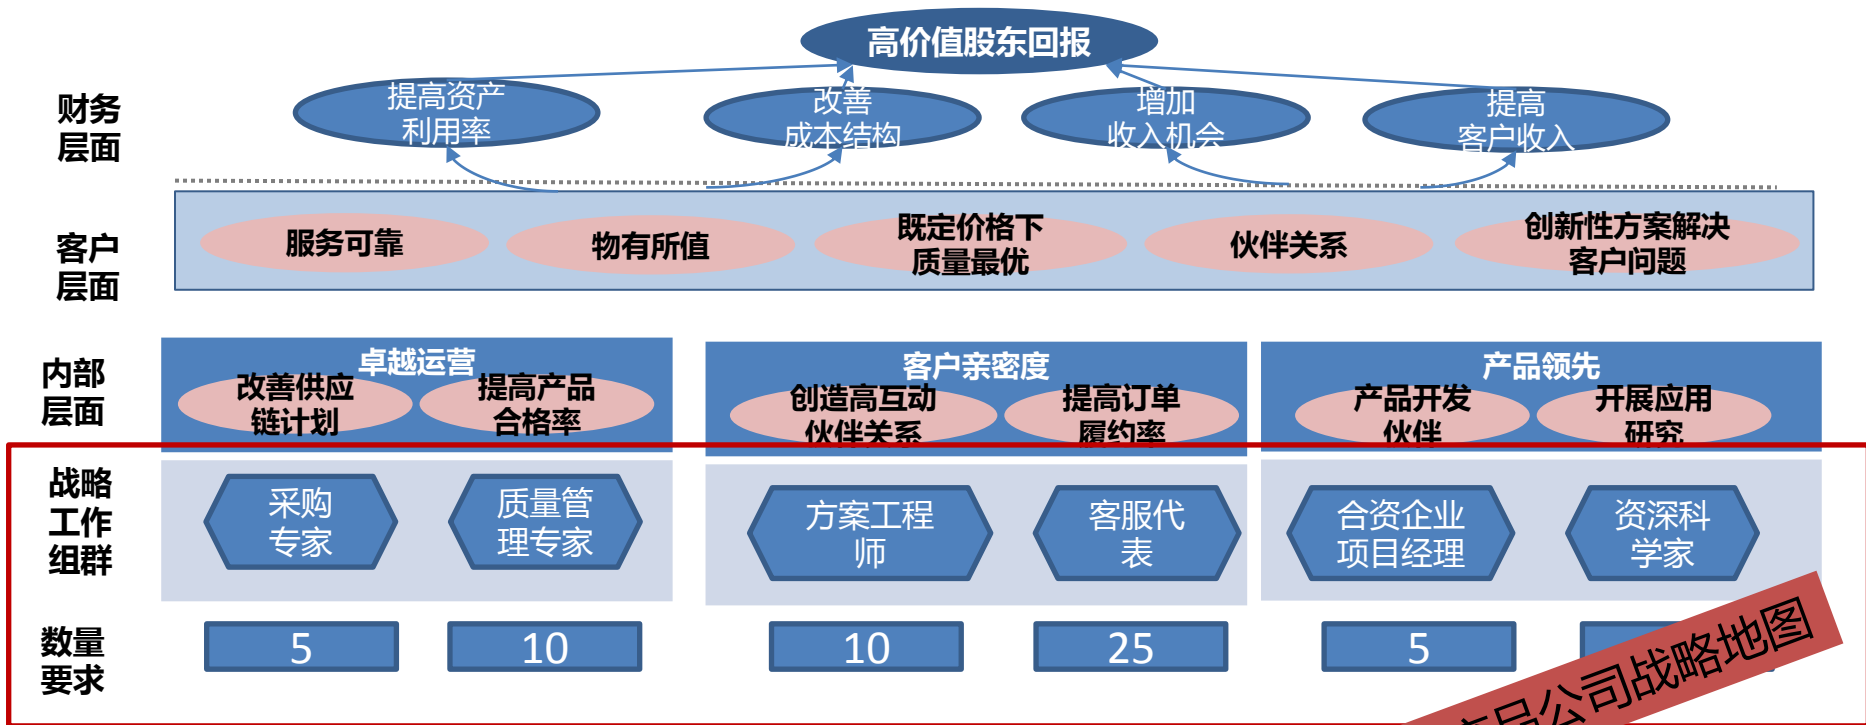 高价值股东回报
财务
层面
提高资产
利用率
改善
成本结构
增加
收入机会
提高
客户收入
客户
层面
服务可靠
物有所值
既定价格下
质量最优
伙伴关系
创新性方案解决
客户问题
内部
层面
卓越运营
改善供应
链计划
提高产品
合格率
客户亲密度
创造高互动
伙伴关系
提高订单
履约率
产品领先
产品开发
伙伴
开展应用
研究
战略
工作
组群
采购
专家
质量管
理专家
方案工程
师
客服代
表
合资企业
项目经理
资深科
学家
数量
要求
5
10
10
25
5
品公司战略地图